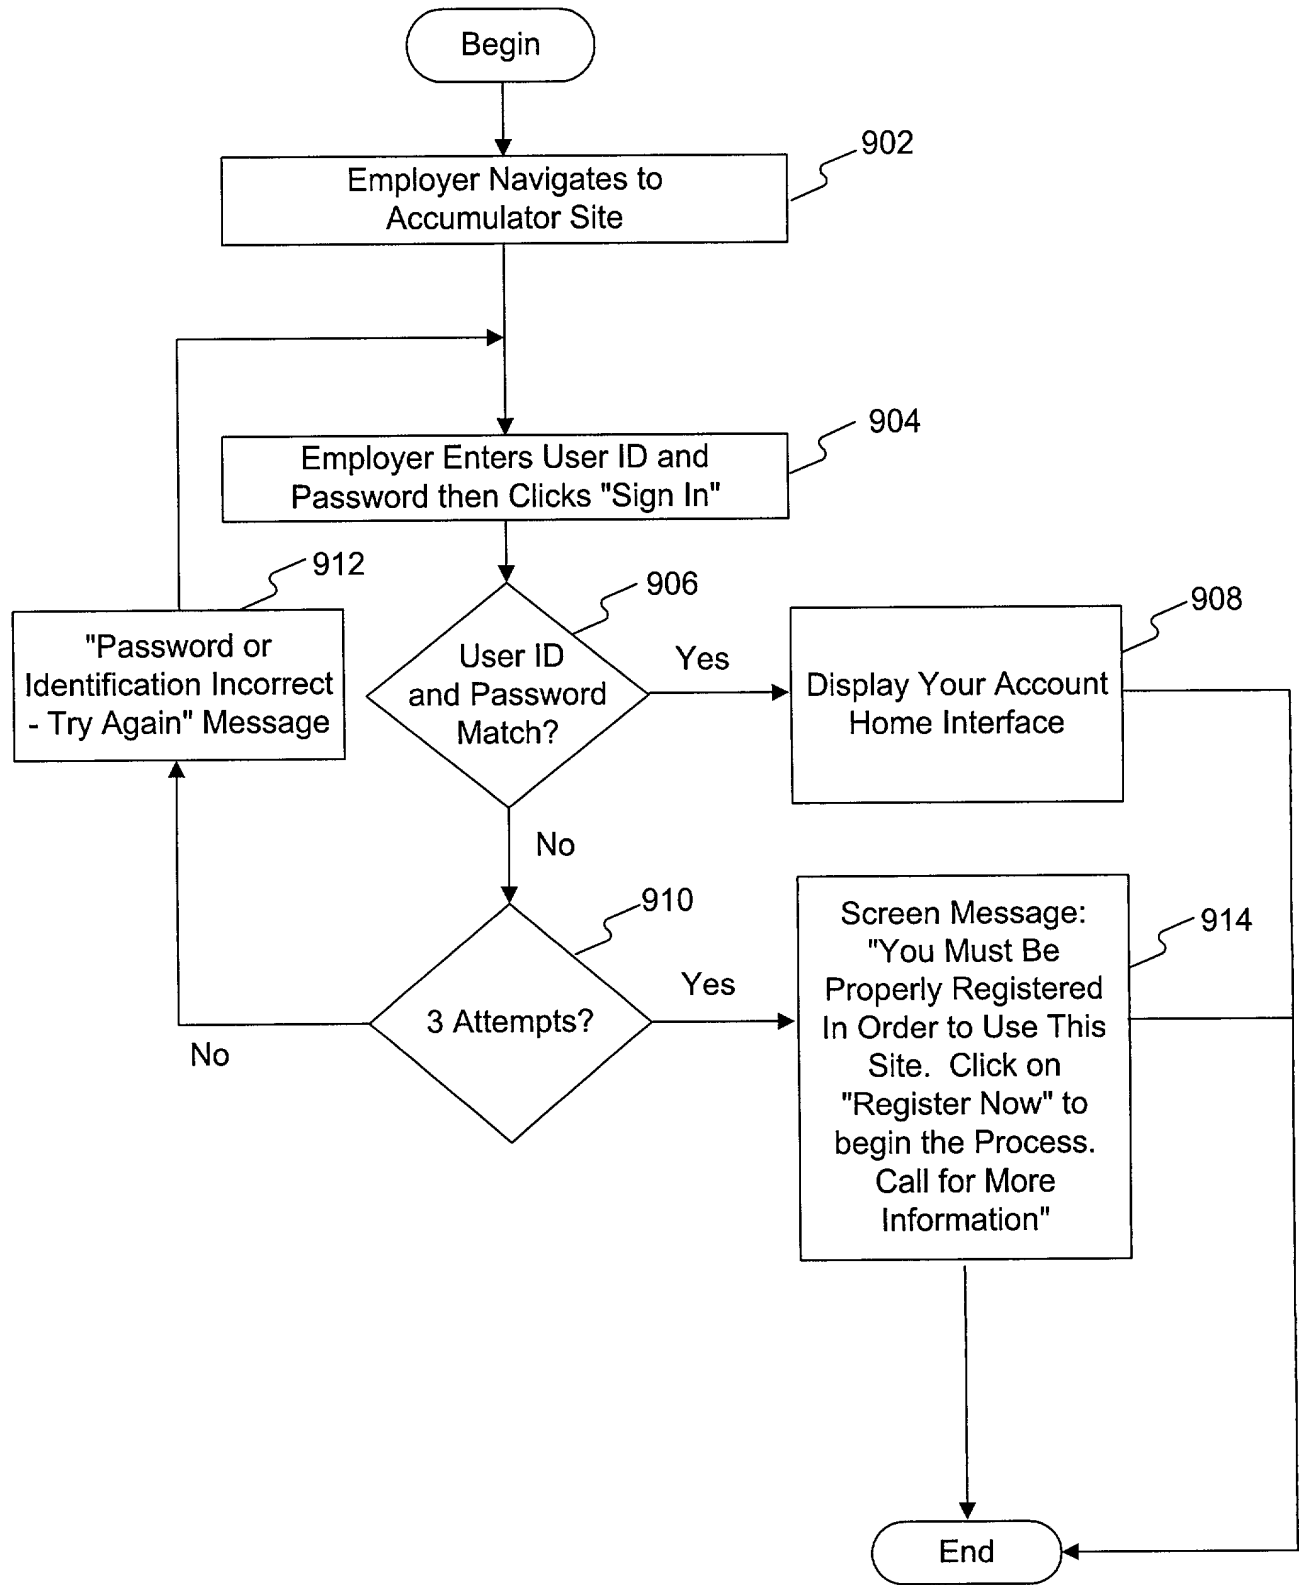 Begin
902
Employer Navigates to
Accumulator Site
904
Employer Enters User ID and
Password then Clicks "Sign In"
912
"Password or
Identification Incorrect
- Try Again" Message
906
User ID
and Password
Match?
Yes
908
Display Your Account
Home Interface
No
910
3 Attempts?
Yes
No
914
Screen Message:
"You Must Be
Properly Registered
In Order to Use This
Site.  Click on
"Register Now" to
begin the Process.
Call for More
Information"
End